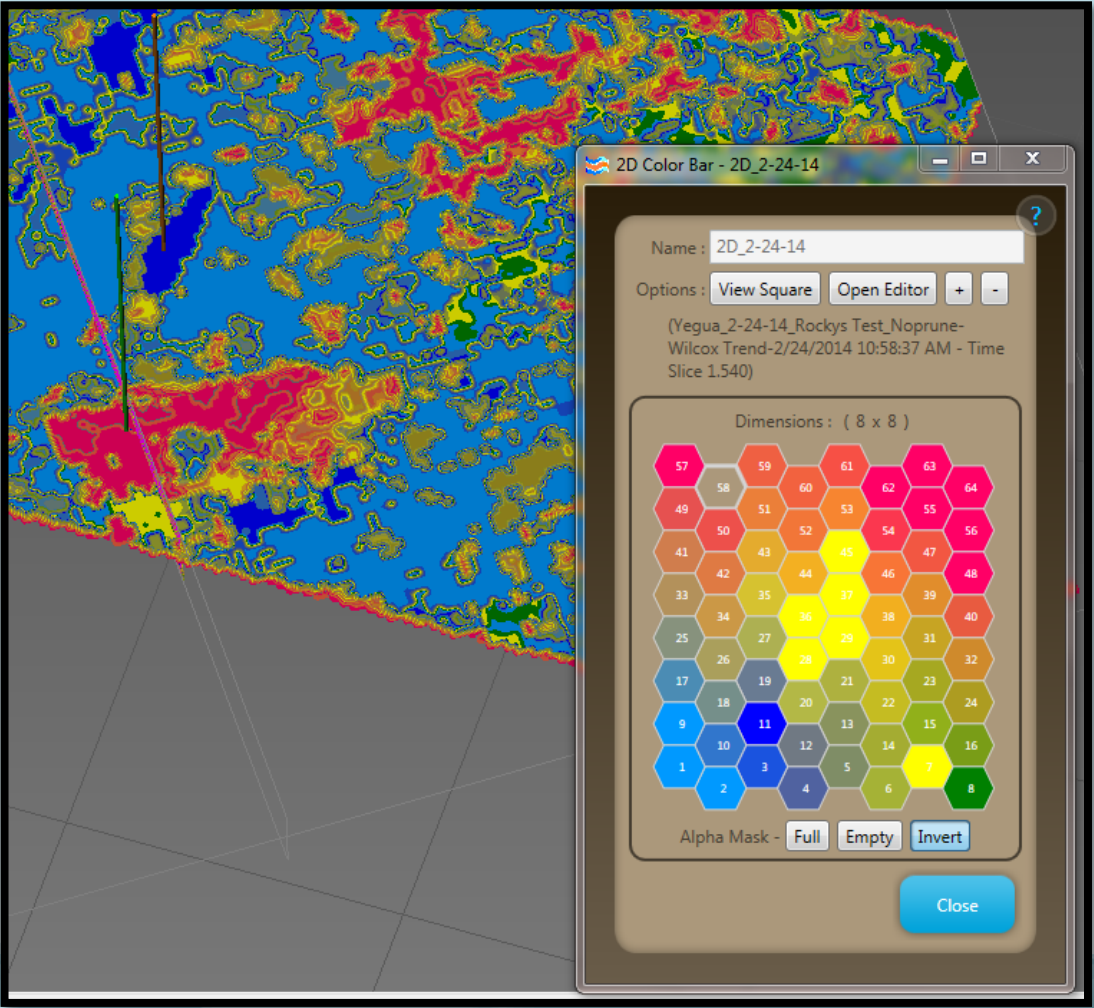 2D Color Bar - 2D_2-24-14
?
Name : 2D_2-24-14
Options : View Square Open Editor + -
(Yegua_2-24-14_Rockys Test_Noprune-
Wilcox Trend-2/24/2014 10:58:37 AM - Time
Slice 1.540)
Dimensions : ( 8 x 8 )
57 59 61 63
58 60 62 64
49 51 53 55
50 52 54 56
41 43 45 47
42 44 46 48
33 35 37 39
34 36 38 40
25 27 29 31
26 28 30 32
17 19 21 23
18 20 22 24
9 11 13 15
10 12 14 16
1 3 5 7
2 4 6 8
Alpha Mask - Full Empty Invert
Close